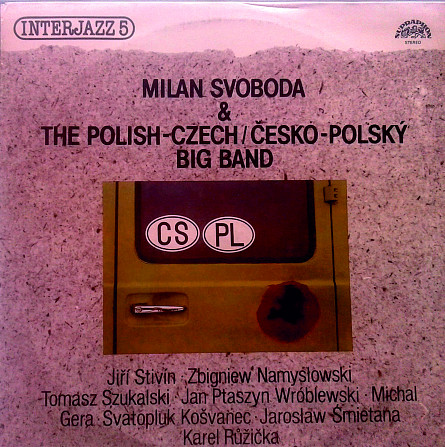 INTERJAZZ 5
SUPRAPHON
STEREO
MILAN SVOBODA
&
THE POLISH-CZECH/ČESKO-POLSKÝ
BIG BAND
CS PL
Jiří Stivín · Zbigniew Namysłowski
Tomasz Szukalski · Jan Ptaszyn Wróblewski · Michal
Gera · Svatopluk Košvanec · Jarosław Śmietana
Karel Růžička